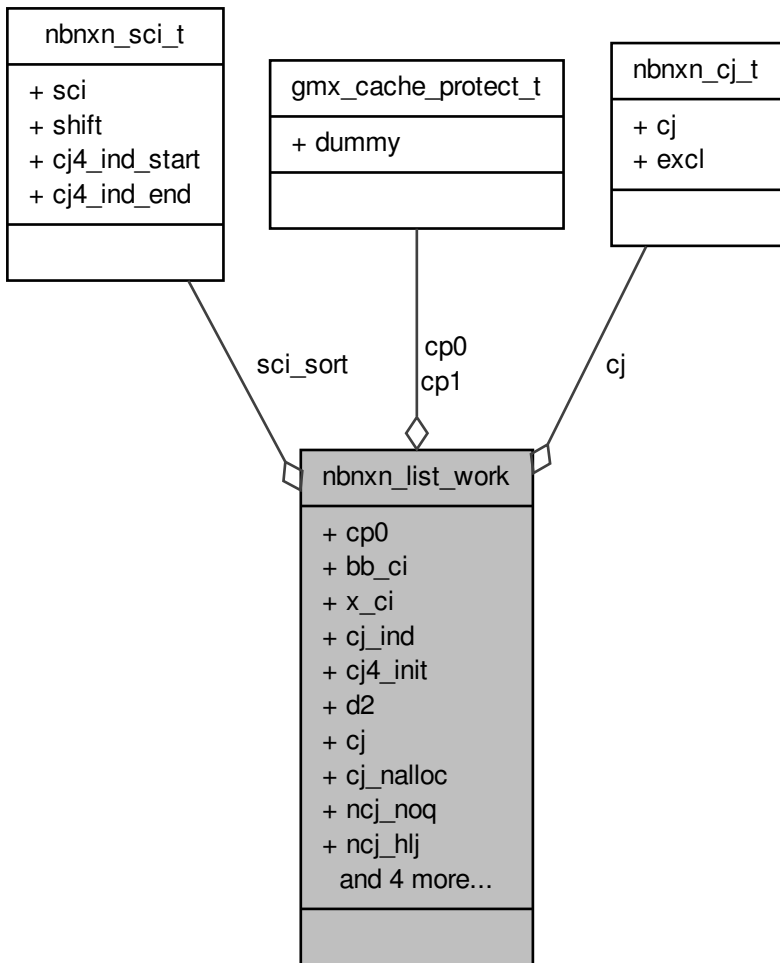 nbnxn_sci_t
+ sci
+ shift
+ cj4_ind_start
+ cj4_ind_end
gmx_cache_protect_t
+ dummy
nbnxn_cj_t
+ cj
+ excl
sci_sort
cp0
cp1
cj
nbnxn_list_work
+ cp0
+ bb_ci
+ x_ci
+ cj_ind
+ cj4_init
+ d2
+ cj
+ cj_nalloc
+ ncj_noq
+ ncj_hlj
and 4 more...